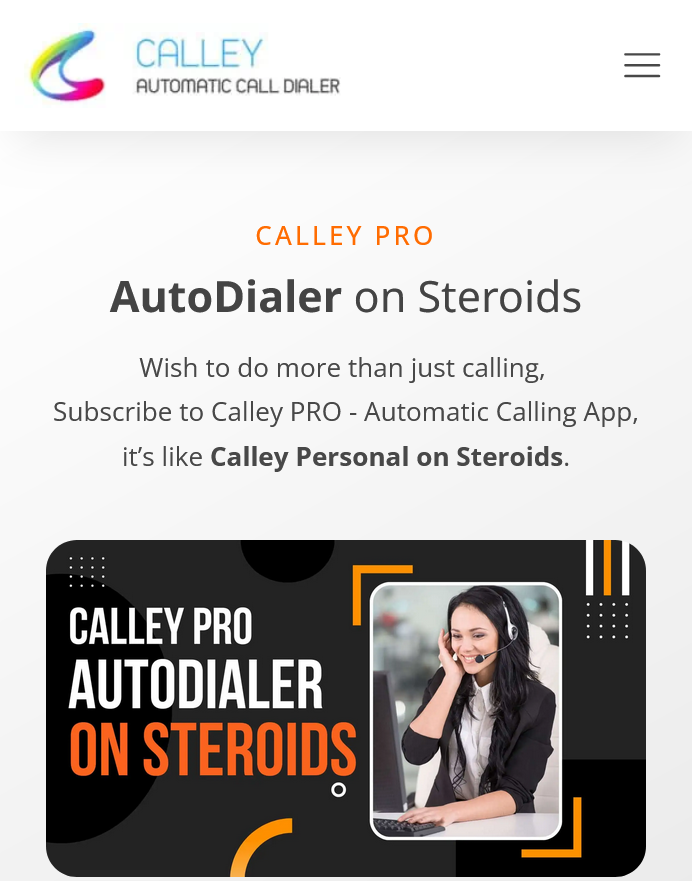 CALLEY
AUTOMATIC CALL DIALER
CALLEY PRO
AutoDialer on Steroids
Wish to do more than just calling,
Subscribe to Calley PRO - Automatic Calling App,
it’s like Calley Personal on Steroids.
CALLEY PRO
AUTODIALER
ON STEROIDS